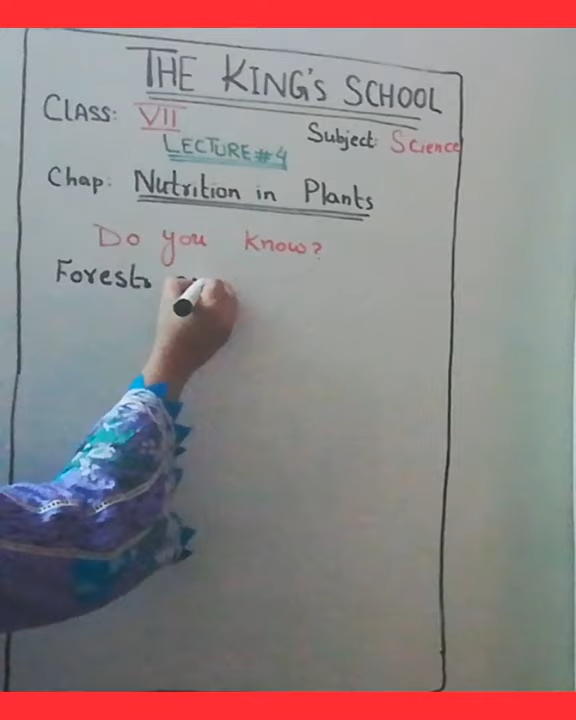 THE KING'S SCHOOL
CLASS: VII
Subject: Science
LECTURE #4
Chap: Nutrition in Plants
Do you know?
Forests